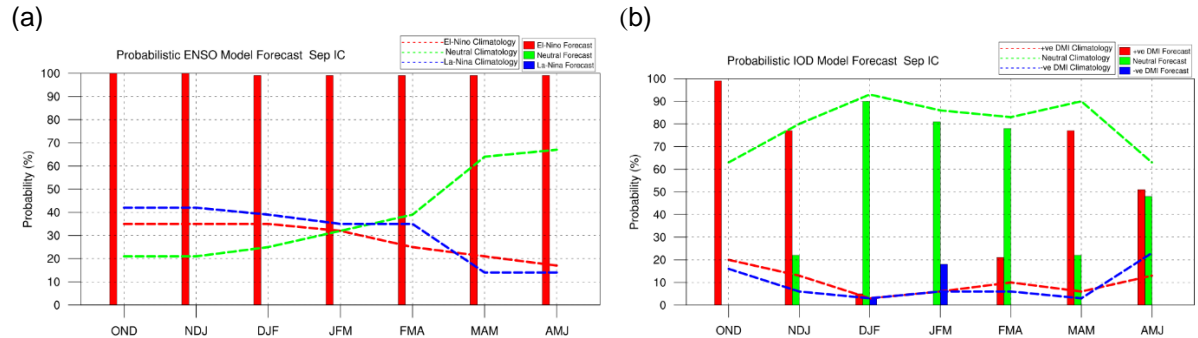 (a)
Probabilistic ENSO Model Forecast Sep IC
El-Nino Climatology
Neutral Climatology
La-Nina Climatology
El-Nino Forecast
Neutral Forecast
La-Nina Forecast
Probability (%)
100
90
80
70
60
50
40
30
20
10
0
OND NDJ DJF JFM FMA MAM AMJ
(b)
Probabilistic IOD Model Forecast Sep IC
+ve DMI Climatology
Neutral Climatology
-ve DMI Climatology
+ve DMI Forecast
Neutral Forecast
-ve DMI Forecast
Probability (%)
100
90
80
70
60
50
40
30
20
10
0
OND NDJ DJF JFM FMA MAM AMJ